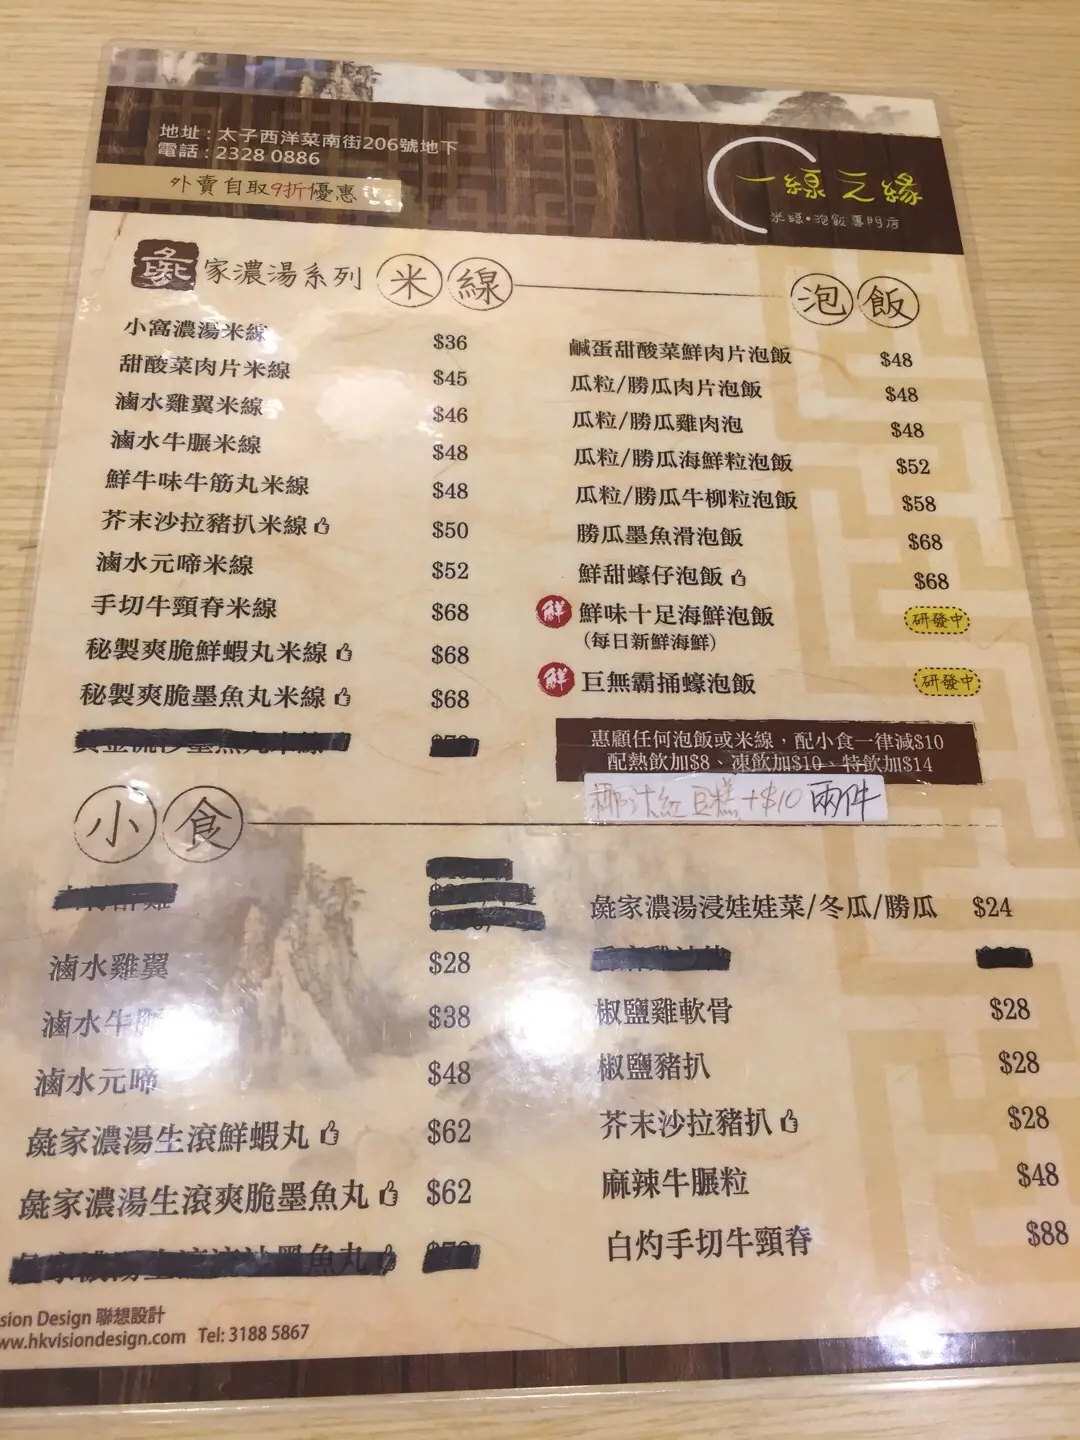 地址：太子西洋菜南街206號地下
電話：2328 0886
外賣自取9折優惠
一線之緣
米線•泡飯專門店
彘家濃湯系列 米線
小窩濃湯米線 $36
甜酸菜肉片米線 $45
滷水雞翼米線 $46
滷水牛𦟌米線 $48
鮮牛味牛筋丸米線 $48
芥末沙拉豬扒米線 $50
滷水元啼米線 $52
手切牛頸脊米線 $68
秘製爽脆鮮蝦丸米線 $68
秘製爽脆墨魚丸米線 $68
泡飯
鹹蛋甜酸菜鮮肉片泡飯 $48
瓜粒/勝瓜肉片泡飯 $48
瓜粒/勝瓜雞肉泡 $48
瓜粒/勝瓜海鮮粒泡飯 $52
瓜粒/勝瓜牛柳粒泡飯 $58
勝瓜墨魚滑泡飯 $68
鮮甜蠔仔泡飯 $68
鮮 鮮味十足海鮮泡飯 研發中
(每日新鮮海鮮)
鮮 巨無霸捅蠔泡飯 研發中
惠顧任何泡飯或米線，配小食一律減$10
配熱飲加$8、凍飲加$10、特飲加$14
椰汁紅豆糕+$10 兩件
小食
滷水雞翼 $28
滷水牛 $38
滷水元啼 $48
彘家濃湯生滾鮮蝦丸 $62
彘家濃湯生滾爽脆墨魚丸 $62
彘家濃湯浸娃娃菜/冬瓜/勝瓜 $24
椒鹽雞軟骨 $28
椒鹽豬扒 $28
芥末沙拉豬扒 $28
麻辣牛𦟌粒 $48
白灼手切牛頸脊 $88
sion Design 聯想設計
ww.hkvisiondesign.com Tel: 3188 5867